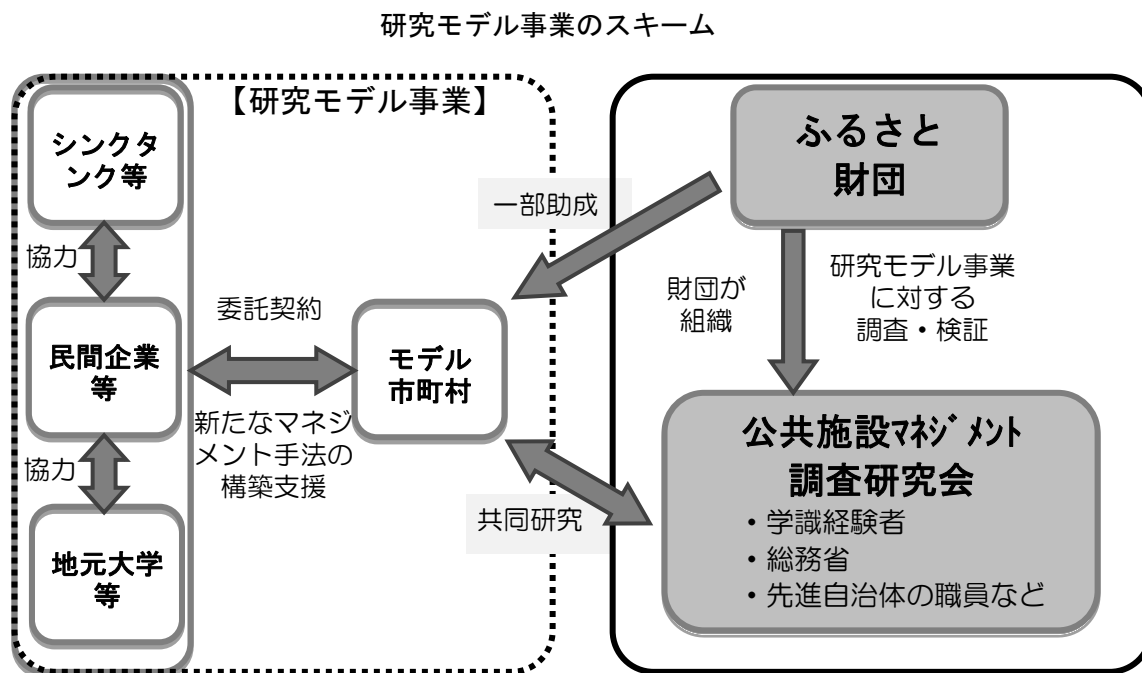 研究モデル事業のスキーム
【研究モデル事業】
シンクタ
ンク等
協力
民間企業
等
協力
地元大学
等
委託契約
新たなマネジ
メント手法の
構築支援
モデル
市町村
一部助成
共同研究
ふるさと
財団
財団が
組織
研究モデル事業
に対する
調査・検証
公共施設ﾏﾈｼﾞﾒﾝﾄ
調査研究会
・学識経験者
・総務省
・先進自治体の職員など